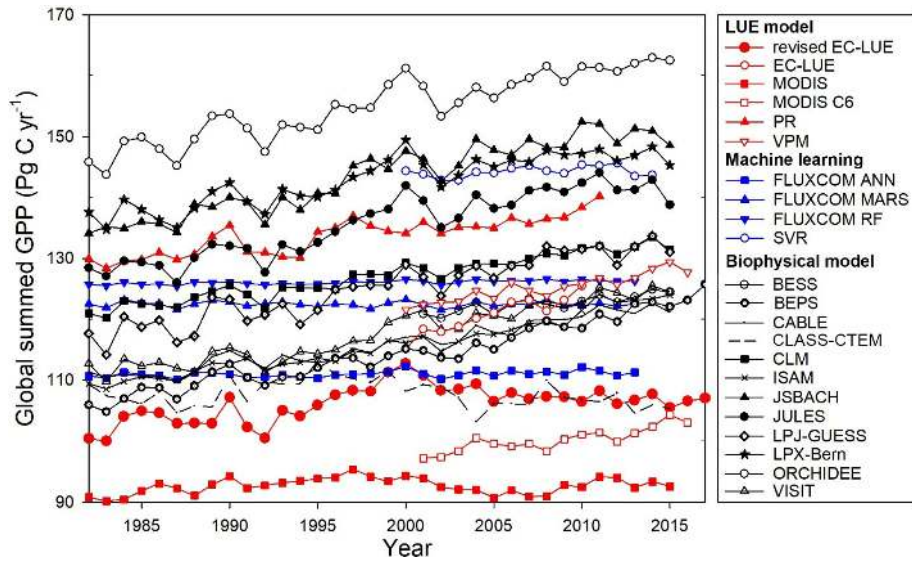 Global summed GPP (Pg C yr-1)
170
150
130
110
90
1985
1990
1995
2000
2005
2010
2015
Year
LUE model
revised EC-LUE
EC-LUE
MODIS
MODIS C6
PR
VPM
Machine learning
FLUXCOM ANN
FLUXCOM MARS
FLUXCOM RF
SVR
Biophysical model
BESS
BEPS
CABLE
CLASS-CTEM
CLM
ISAM
JSBACH
JULES
LPJ-GUESS
LPX-Bern
ORCHIDEE
VISIT